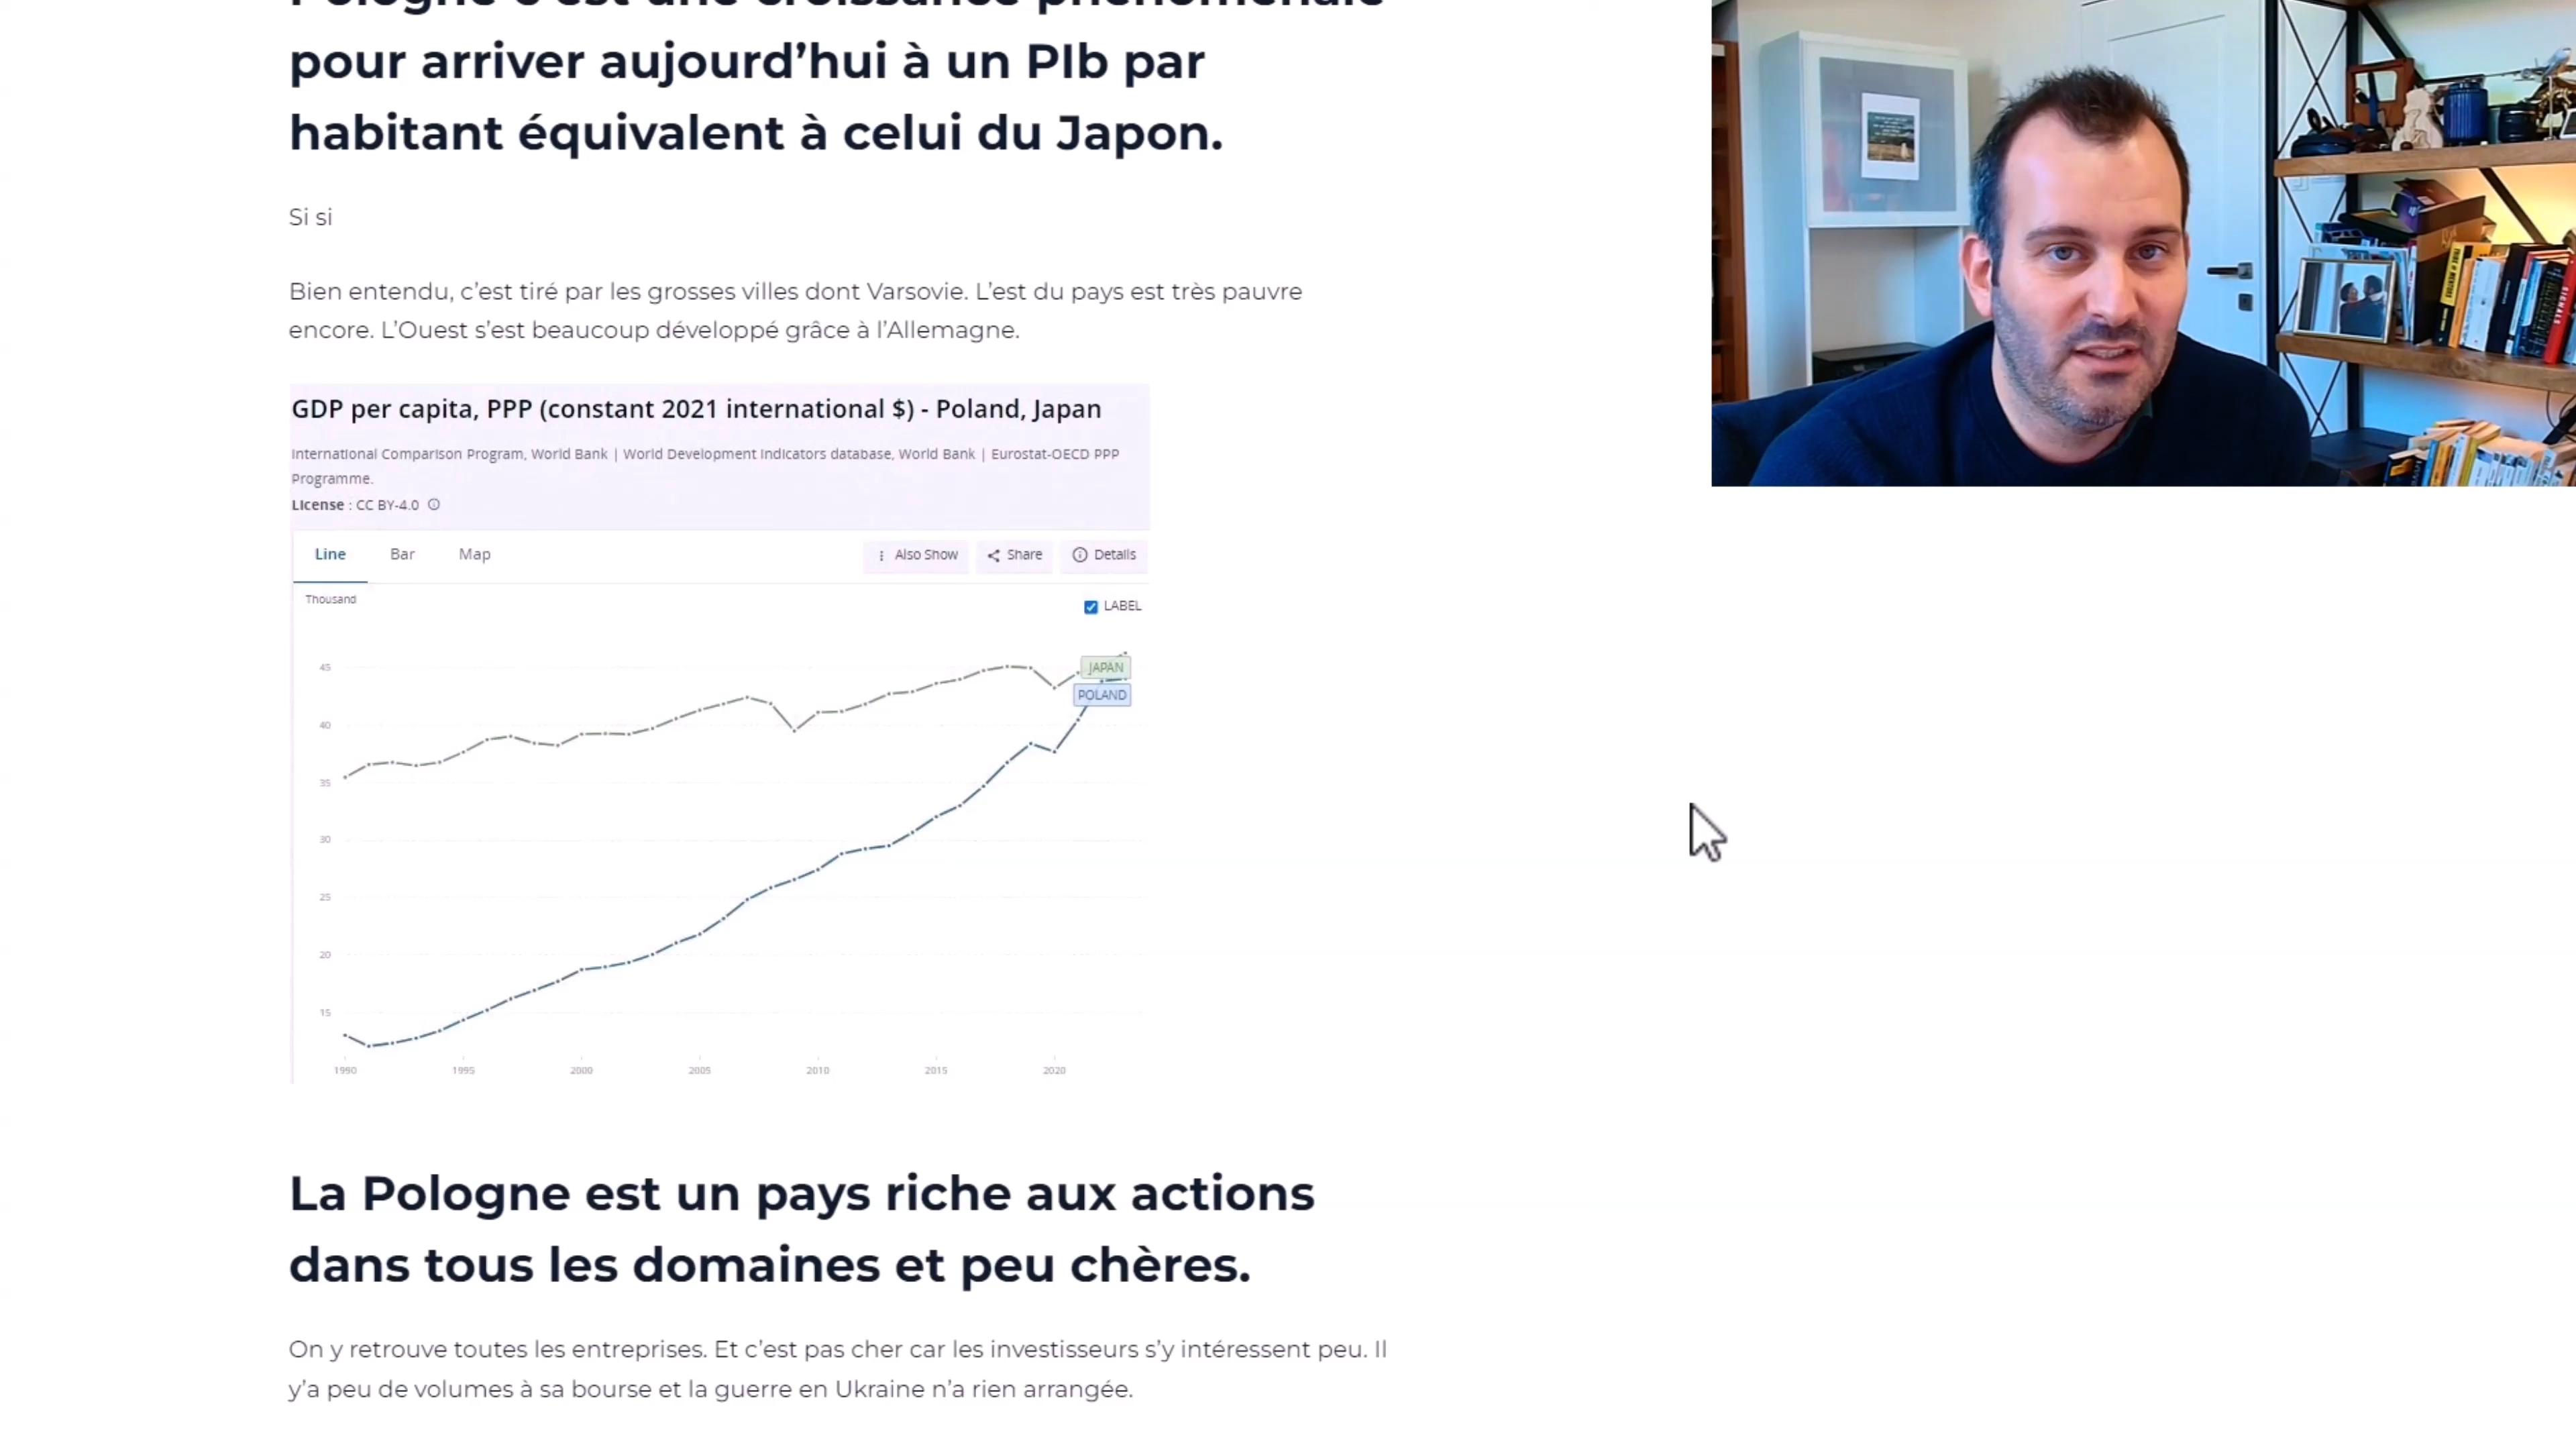 pour arriver aujourd’hui à un PIb par
habitant équivalent à celui du Japon.
Si si
Bien entendu, c’est tiré par les grosses villes dont Varsovie. L’est du pays est très pauvre
encore. L’Ouest s’est beaucoup développé grâce à l’Allemagne.
GDP per capita, PPP (constant 2021 international $) - Poland, Japan
International Comparison Program, World Bank | World Development Indicators database, World Bank | Eurostat-OECD PPP
Programme.
License : CC BY-4.0
Line Bar Map Also Show Share Details
Thousand
LABEL
45
JAPAN
POLAND
40
35
30
25
20
15
1990 1995 2000 2005 2010 2015 2020
La Pologne est un pays riche aux actions
dans tous les domaines et peu chères.
On y retrouve toutes les entreprises. Et c’est pas cher car les investisseurs s’y intéressent peu. Il
y’a peu de volumes à sa bourse et la guerre en Ukraine n’a rien arrangée.